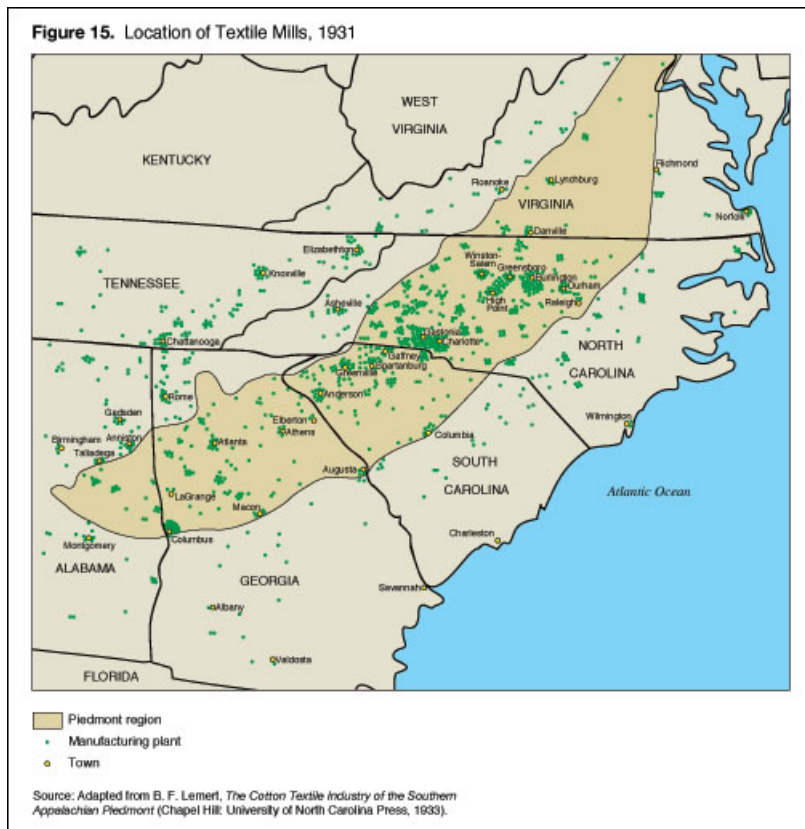 Figure 15. Location of Textile Mills, 1931
WEST
VIRGINIA
KENTUCKY
Richmond
Roanoke
Lynchburg
VIRGINIA
Norfolk
Danville
Elizabethton
Winston-
Salem
Greensboro
Burlington
Knoxville
TENNESSEE
Durham
High
Point
Raleigh
Asheville
Gastonia
Charlotte
Chattanooga
NORTH
CAROLINA
Gaffney
Spartanburg
Greenville
Rome
Anderson
Gadsden
Elberton
Wilmington
Athens
Columbia
Birmingham
Anniston
Atlanta
Talladega
SOUTH
CAROLINA
Augusta
Atlantic Ocean
LaGrange
Macon
Columbus
Charleston
Montgomery
ALABAMA
GEORGIA
Savannah
Albany
Valdosta
FLORIDA
Piedmont region
Manufacturing plant
Town
Source: Adapted from B. F. Lemert, The Cotton Textile Industry of the Southern
Appalachian Piedmont (Chapel Hill: University of North Carolina Press, 1933).